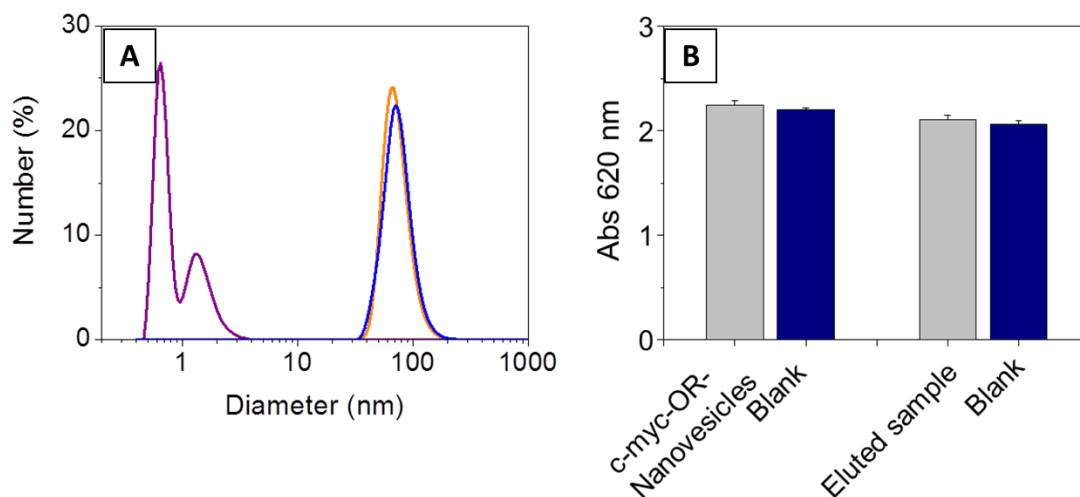 A
30
20
10
0
Number (%)
1
10
100
1000
Diameter (nm)
B
3
2
1
0
Abs 620 nm
c-myc-OR-
Nanovesicles
Blank
Eluted sample
Blank